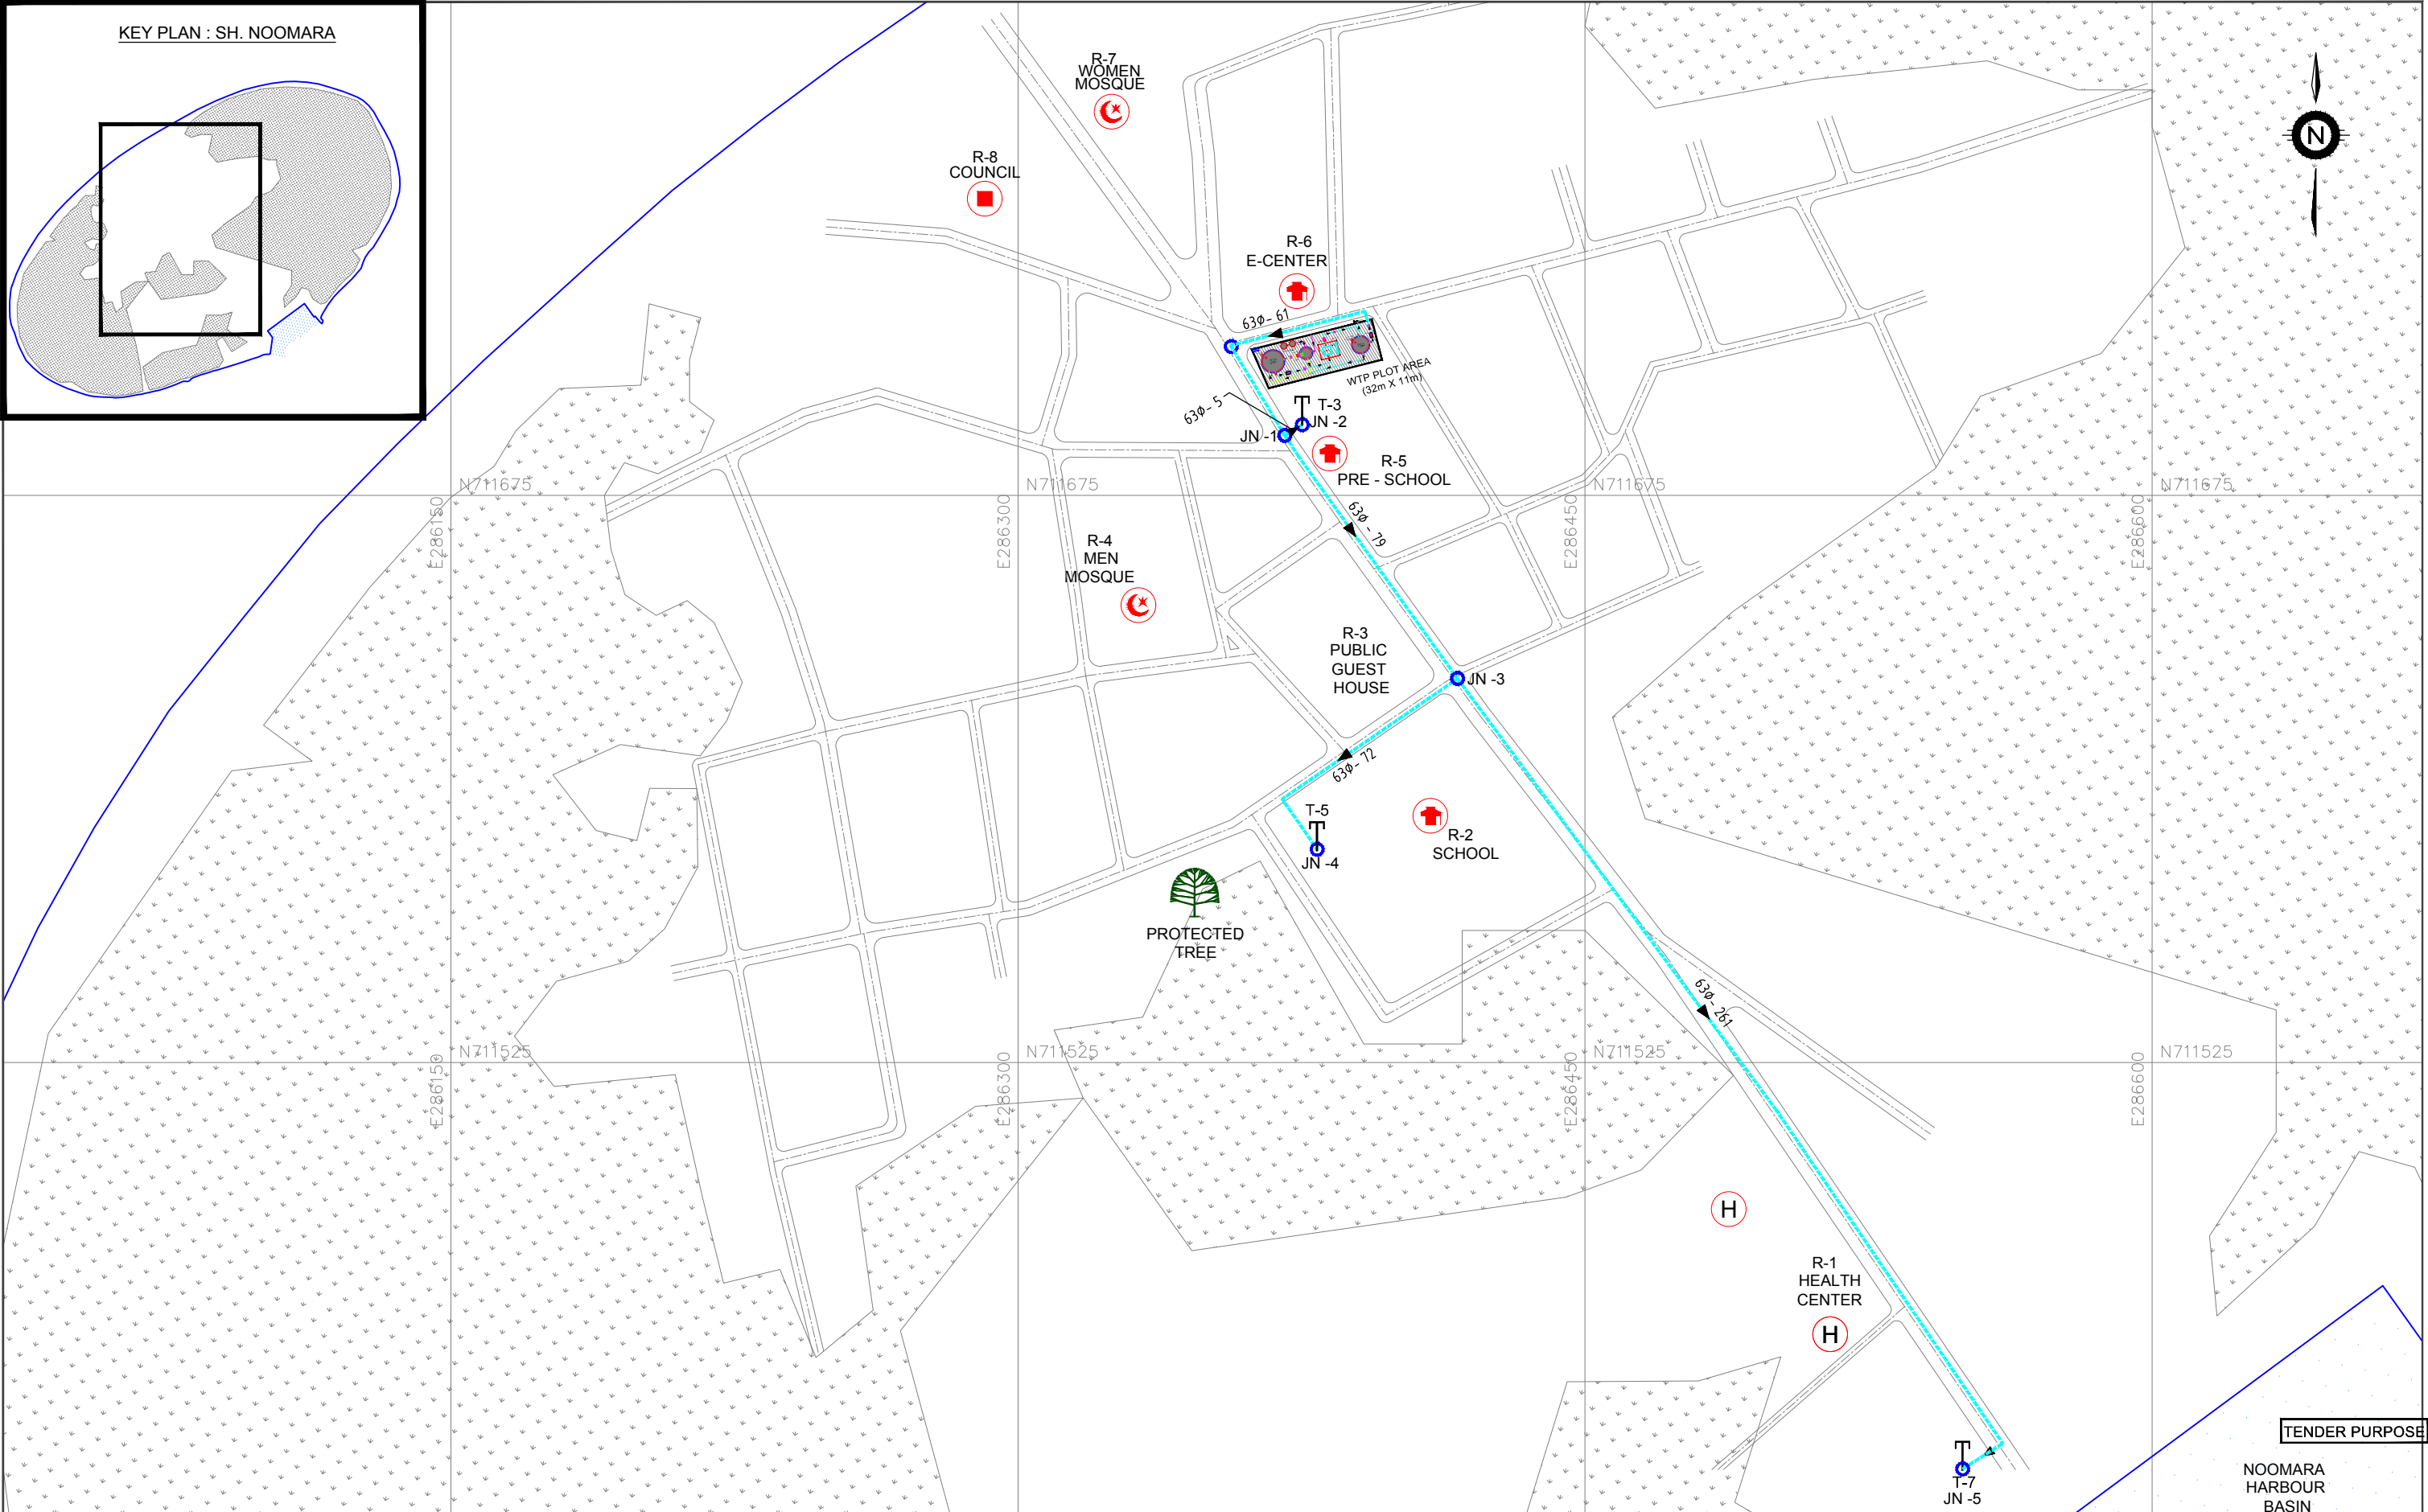 KEY PLAN : SH. NOOMARA
R-7
WOMEN
MOSQUE
N
R-8
COUNCIL
R-6
E-CENTER
63Ø- 61
WTP PLOT AREA
(32m X 11m)
63Ø- 5
T-3
JN -2
JN -1
R-5
PRE - SCHOOL
N711675
N711675
N711675
N711675
E286150
E286300
E286450
E286600
63Ø - 79
R-4
MEN
MOSQUE
R-3
PUBLIC
GUEST
HOUSE
JN -3
63Ø- 72
T-5
JN -4
R-2
SCHOOL
PROTECTED
TREE
63Ø - 261
N711525
N711525
N711525
N711525
E286150
E286300
E286450
E286600
H
R-1
HEALTH
CENTER
H
TENDER PURPOSE
T-7
JN -5
NOOMARA
HARBOUR
BASIN